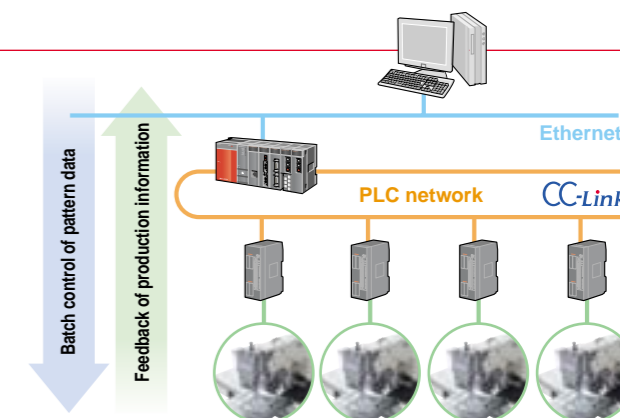 Ethernet
PLC network
CC-Link
Batch control of pattern data
Feedback of production information